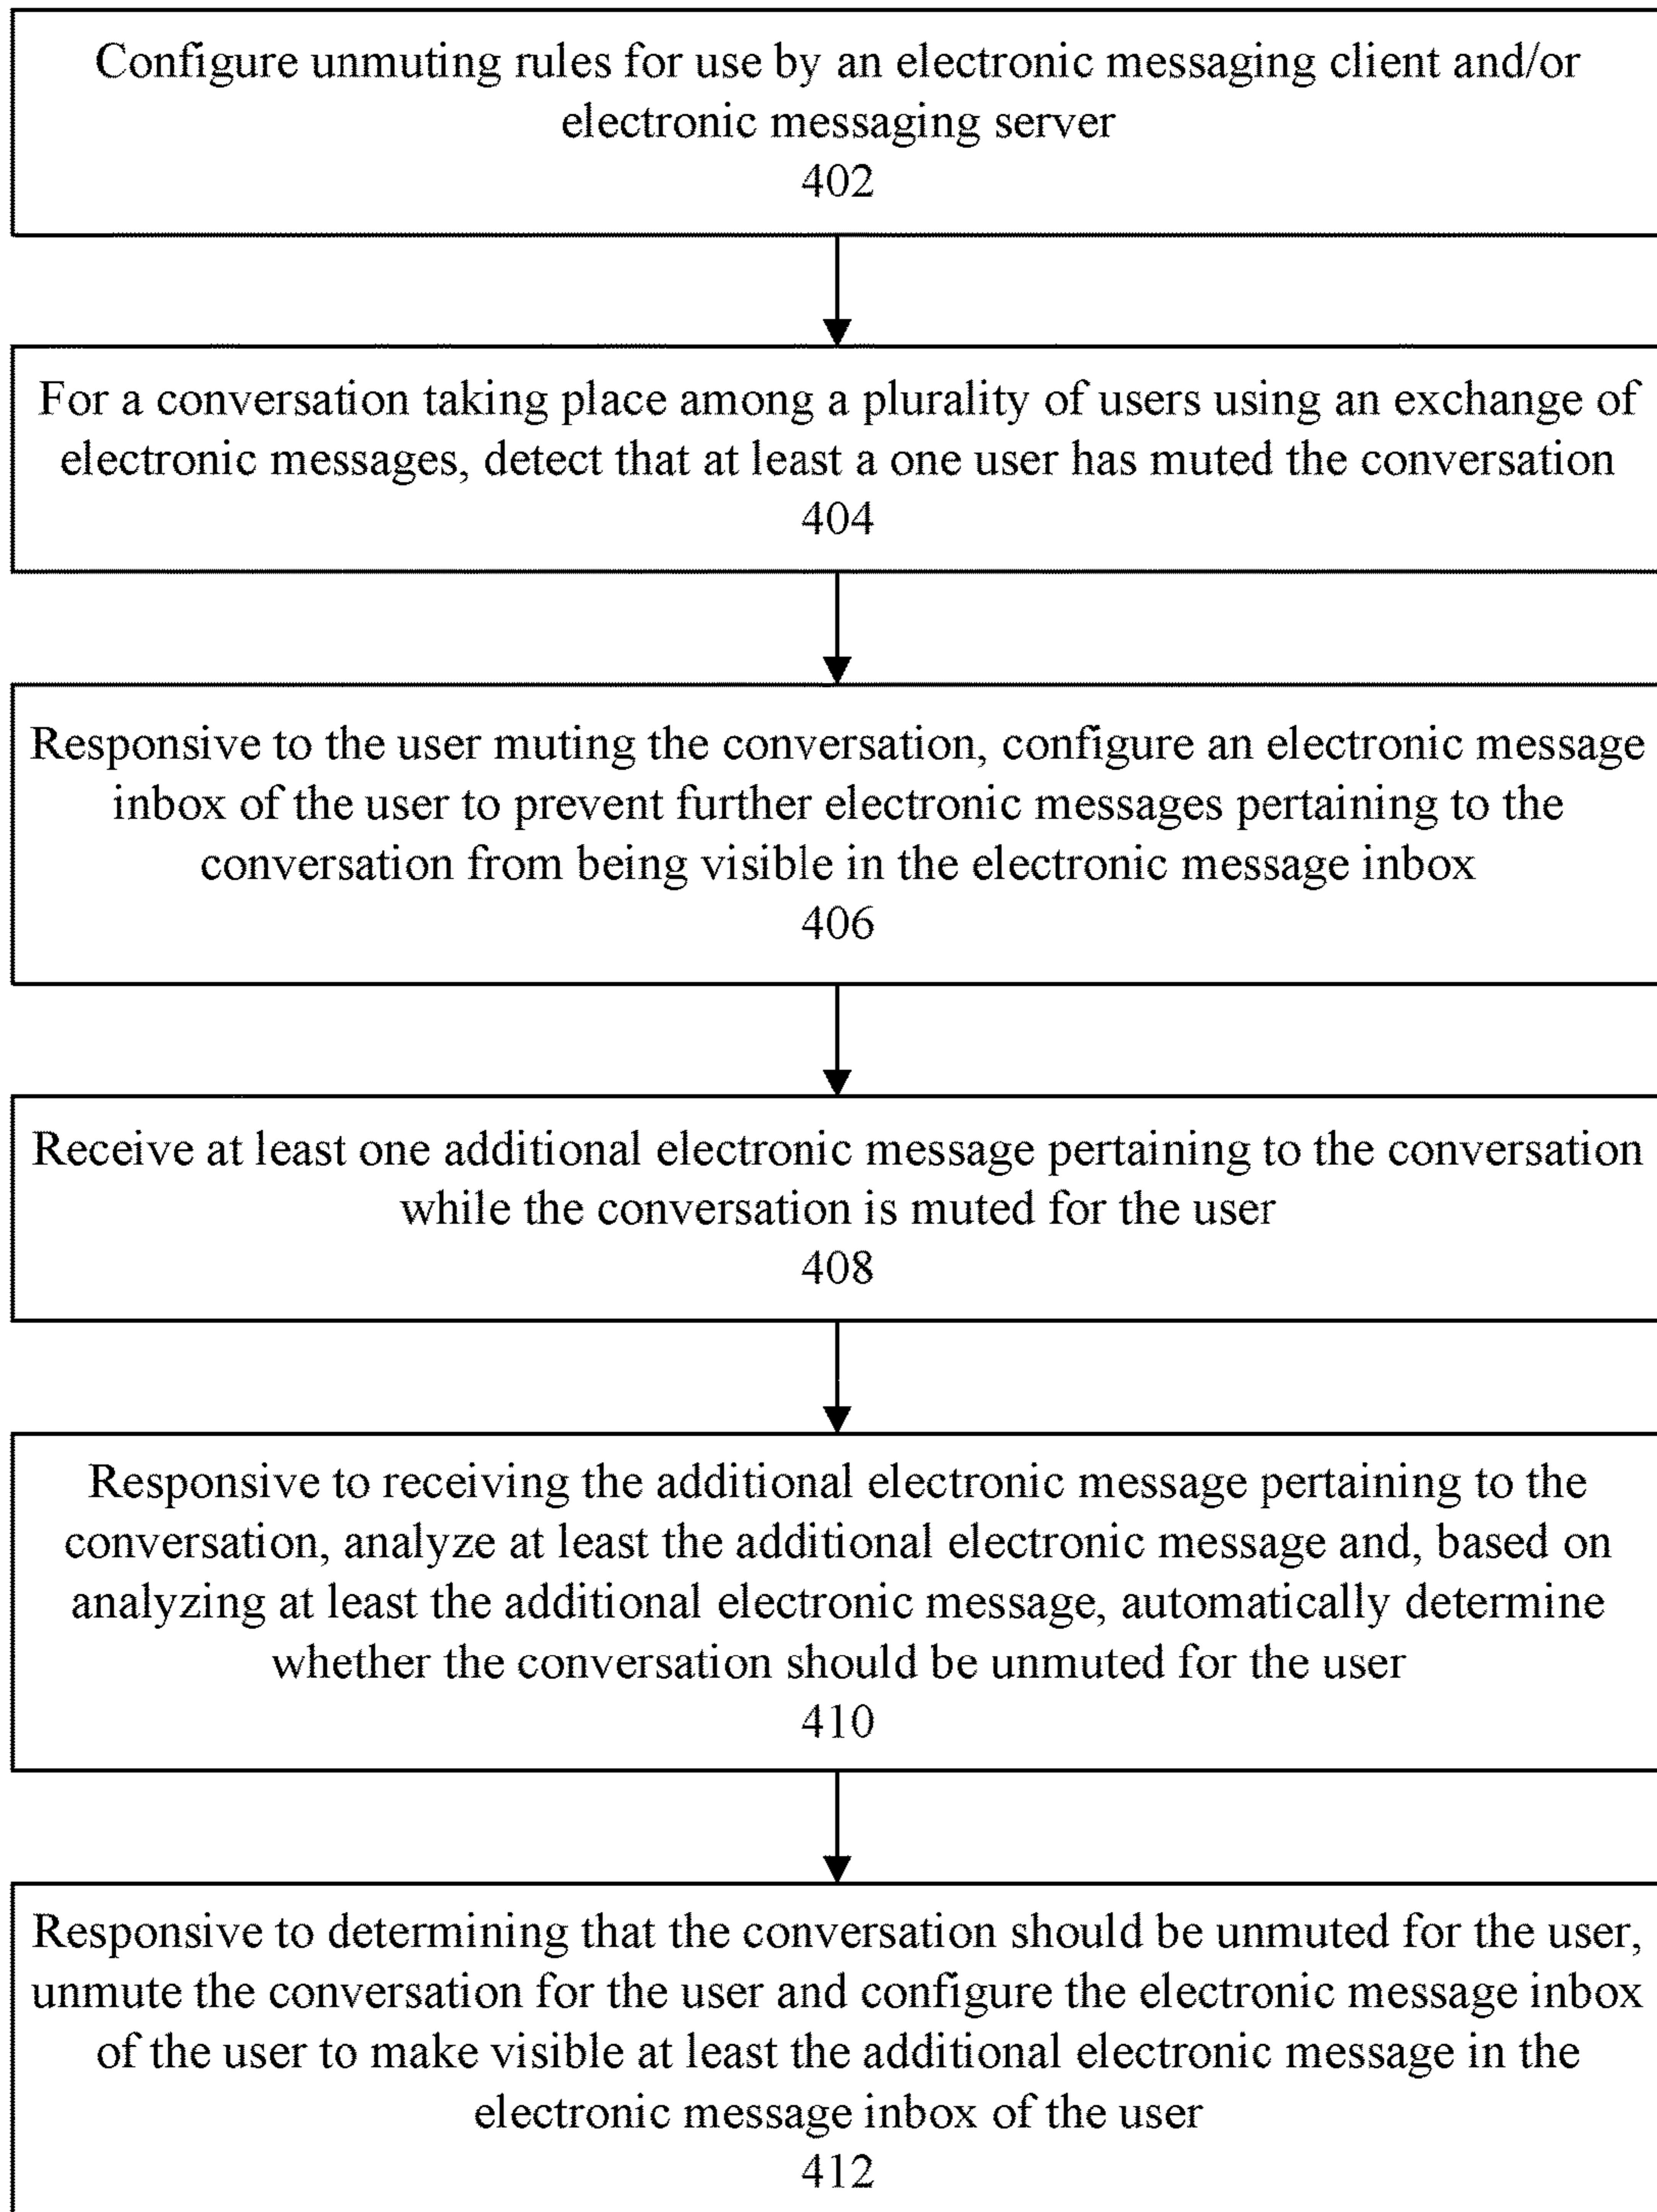 Configure unmuting rules for use by an electronic messaging client and/or
electronic messaging server
402
For a conversation taking place among a plurality of users using an exchange of
electronic messages, detect that at least a one user has muted the conversation
404
Responsive to the user muting the conversation, configure an electronic message
inbox of the user to prevent further electronic messages pertaining to the
conversation from being visible in the electronic message inbox
406
Receive at least one additional electronic message pertaining to the conversation
while the conversation is muted for the user
408
Responsive to receiving the additional electronic message pertaining to the
conversation, analyze at least the additional electronic message and, based on
analyzing at least the additional electronic message, automatically determine
whether the conversation should be unmuted for the user
410
Responsive to determining that the conversation should be unmuted for the user,
unmute the conversation for the user and configure the electronic message inbox
of the user to make visible at least the additional electronic message in the
electronic message inbox of the user
412